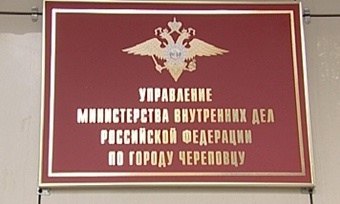 УПРАВЛЕНИЕ
МИНИСТЕРСТВА ВНУТРЕННИХ ДЕЛ
РОССИЙСКОЙ ФЕДЕРАЦИИ
ПО ГОРОДУ ЧЕРЕПОВЦУ